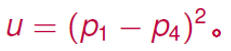 u = (p₁ − p₄)²。